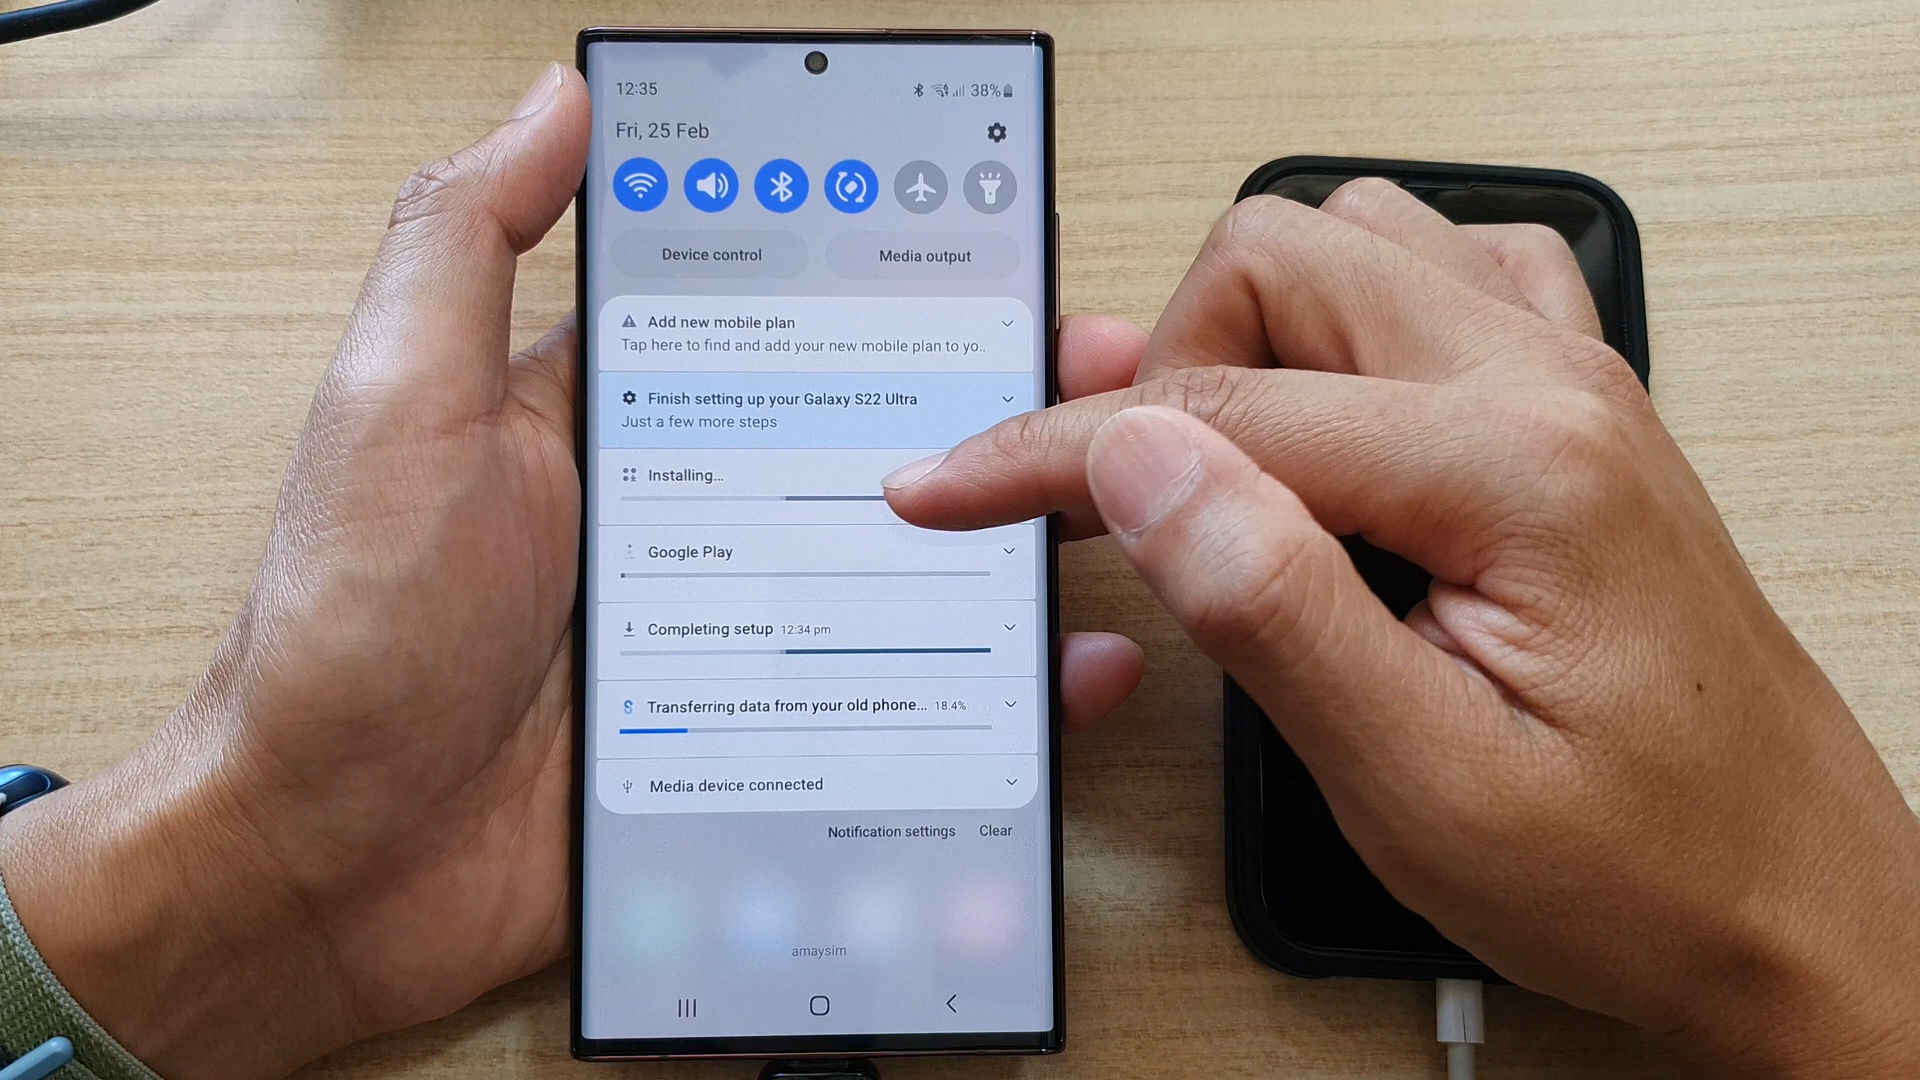 12:35
38%
Fri, 25 Feb
Device control
Media output
Add new mobile plan
Tap here to find and add your new mobile plan to yo..
Finish setting up your Galaxy S22 Ultra
Just a few more steps
Installing...
Google Play
Completing setup 12:34 pm
Transferring data from your old phone... 18.4%
Media device connected
Notification settings
Clear
amaysim